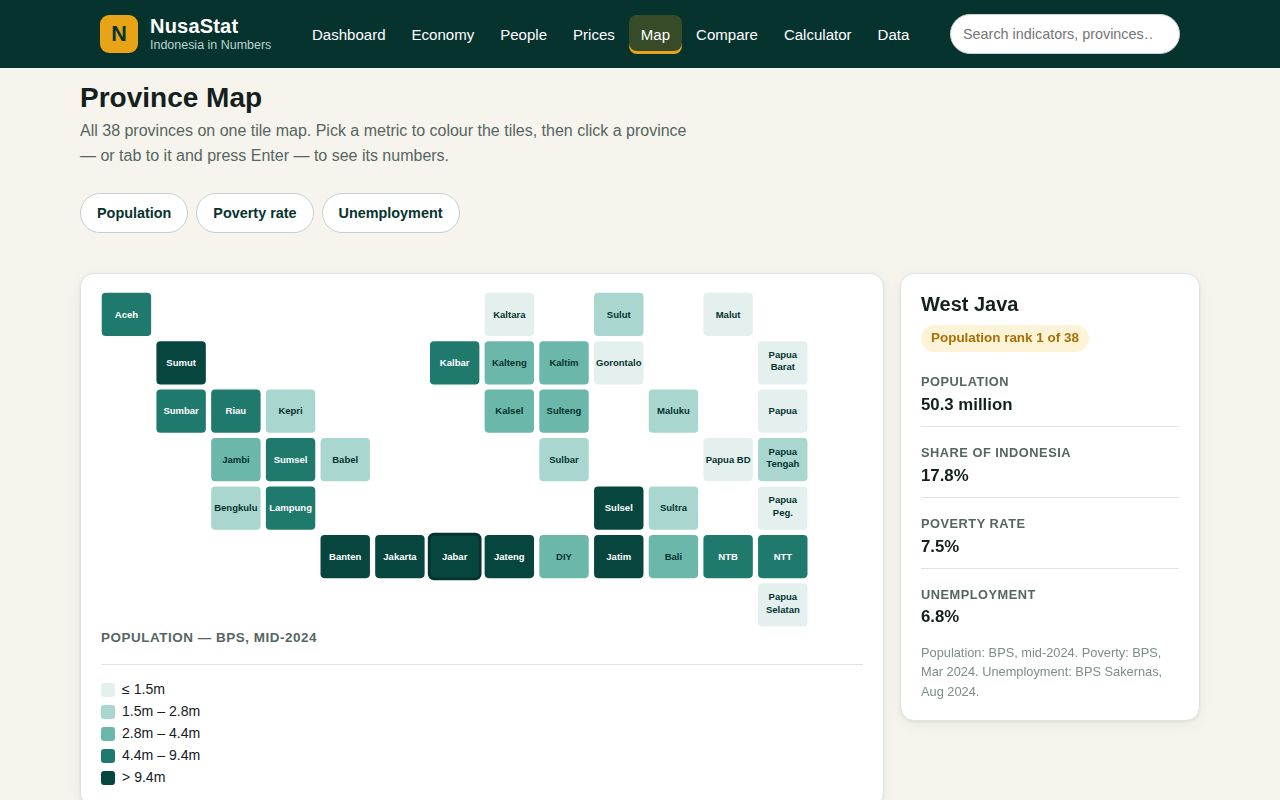 N
NusaStat
Indonesia in Numbers
Dashboard
Economy
People
Prices
Map
Compare
Calculator
Data
Search indicators, provinces..
Province Map
All 38 provinces on one tile map. Pick a metric to colour the tiles, then click a province
— or tab to it and press Enter — to see its numbers.
Population
Poverty rate
Unemployment
Aceh
Kaltara
Sulut
Malut
Sumut
Kalbar
Kalteng
Kaltim
Gorontalo
Papua
Barat
Sumbar
Riau
Kepri
Kalsel
Sulteng
Maluku
Papua
Jambi
Sumsel
Babel
Sulbar
Papua BD
Papua
Tengah
Bengkulu
Lampung
Sulsel
Sultra
Papua
Peg.
Banten
Jakarta
Jabar
Jateng
DIY
Jatim
Bali
NTB
NTT
Papua
Selatan
POPULATION — BPS, MID-2024
≤ 1.5m
1.5m – 2.8m
2.8m – 4.4m
4.4m – 9.4m
> 9.4m
West Java
Population rank 1 of 38
POPULATION
50.3 million
SHARE OF INDONESIA
17.8%
POVERTY RATE
7.5%
UNEMPLOYMENT
6.8%
Population: BPS, mid-2024. Poverty: BPS,
Mar 2024. Unemployment: BPS Sakernas,
Aug 2024.